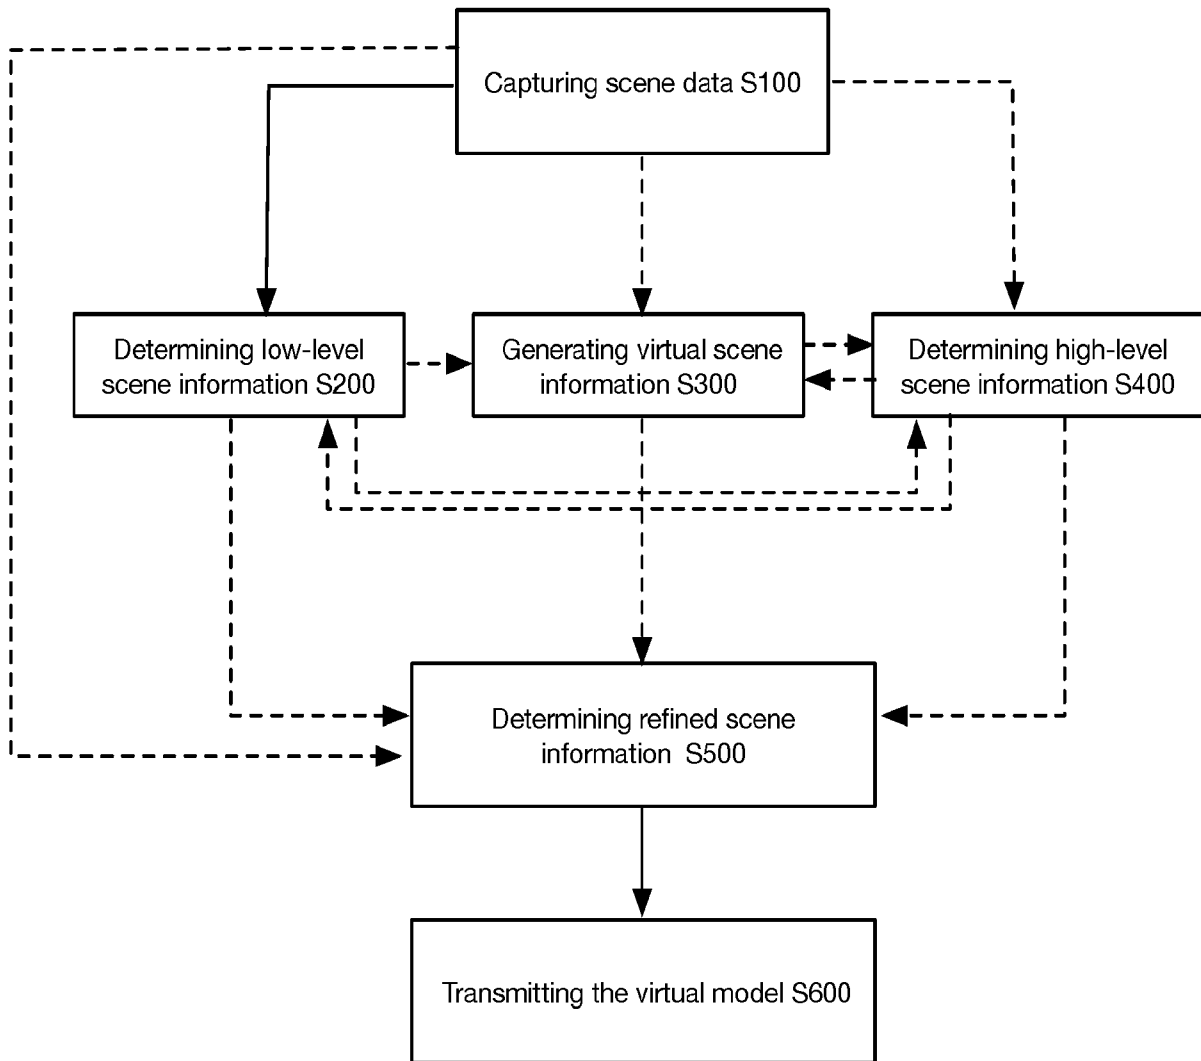 Capturing scene data S100
Determining low-level
scene information S200
Generating virtual scene
information S300
Determining high-level
scene information S400
Determining refined scene
information  S500
Transmitting the virtual model S600